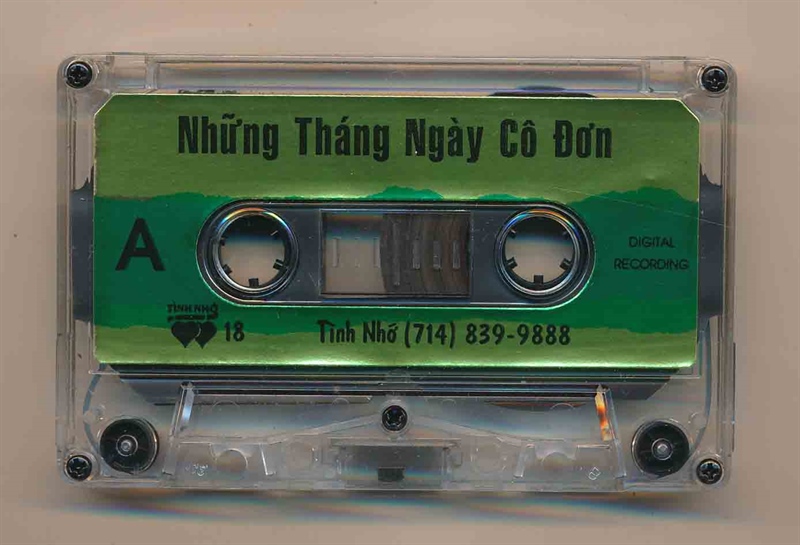 Những Tháng Ngày Cô Đơn
A
DIGITAL
RECORDING
TÌNH NHỚ
18
Tình Nhớ (714) 839-9888